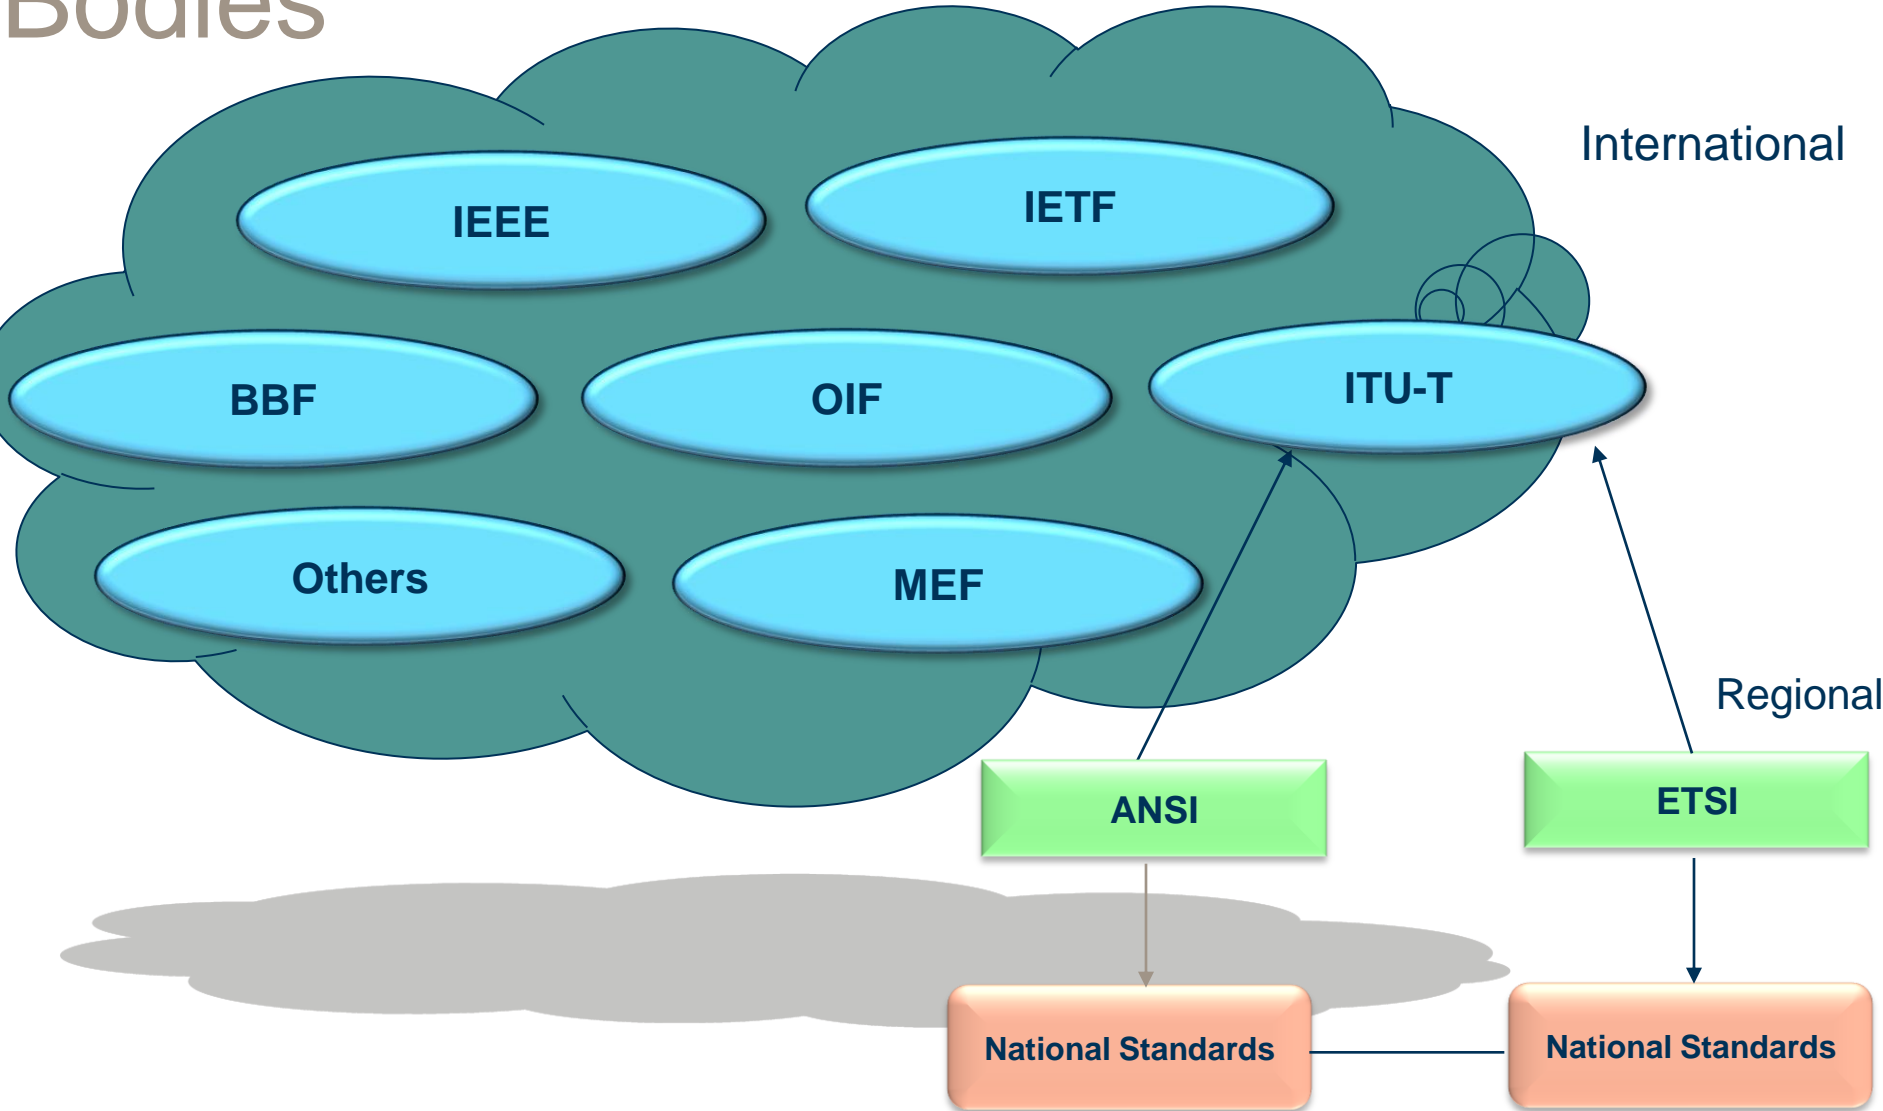 Bodies
International
IEEE
IETF
BBF
OIF
ITU-T
Others
MEF
Regional
ANSI
ETSI
National Standards
National Standards